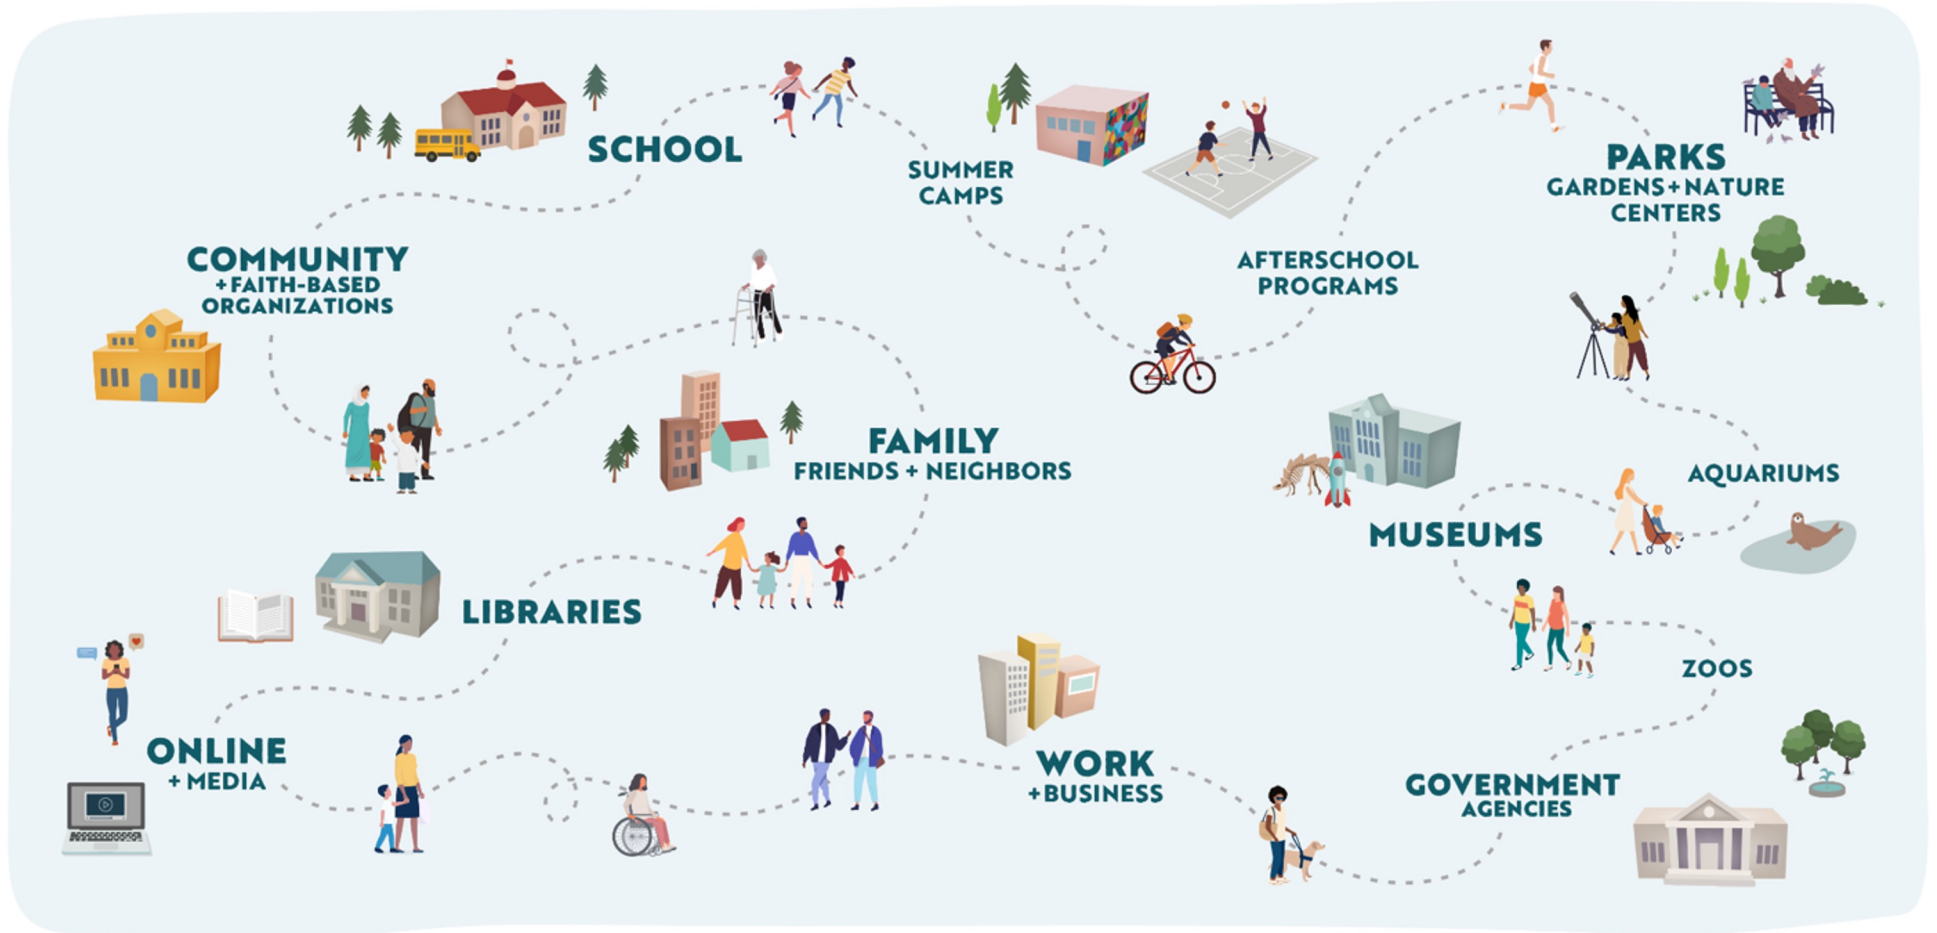 SCHOOL
SUMMER
CAMPS
PARKS
GARDENS + NATURE
CENTERS
COMMUNITY
+ FAITH-BASED
ORGANIZATIONS
AFTERSCHOOL
PROGRAMS
FAMILY
FRIENDS + NEIGHBORS
AQUARIUMS
MUSEUMS
LIBRARIES
ZOOS
ONLINE
+ MEDIA
WORK
+ BUSINESS
GOVERNMENT
AGENCIES